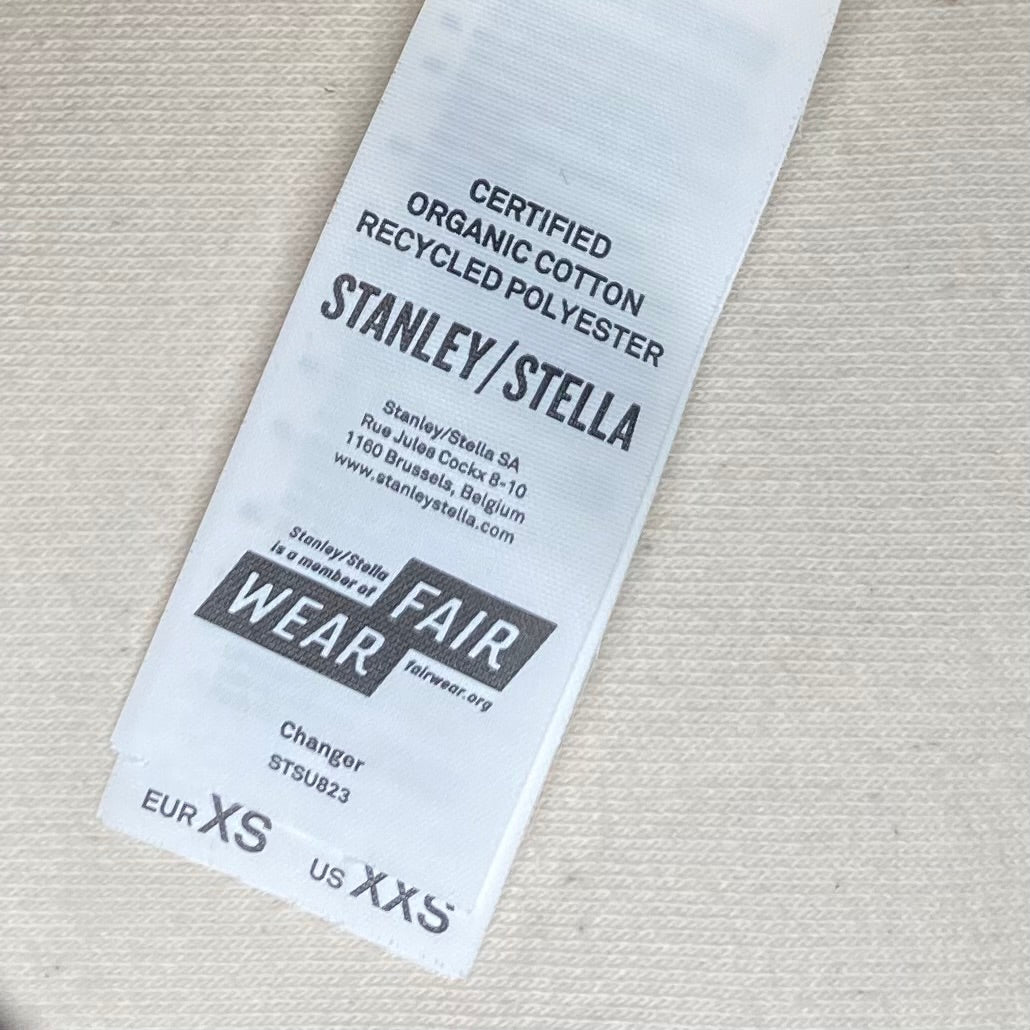 CERTIFIED
ORGANIC COTTON
RECYCLED POLYESTER
STANLEY/STELLA
Stanley/Stella SA
Rue Jules Cockx 8-10
1160 Brussels, Belgium
www.stanleystella.com
Stanley/Stella
is a member of
FAIR
WEAR
fairwear.org
Changer
STSU823
EUR XS
US XXS